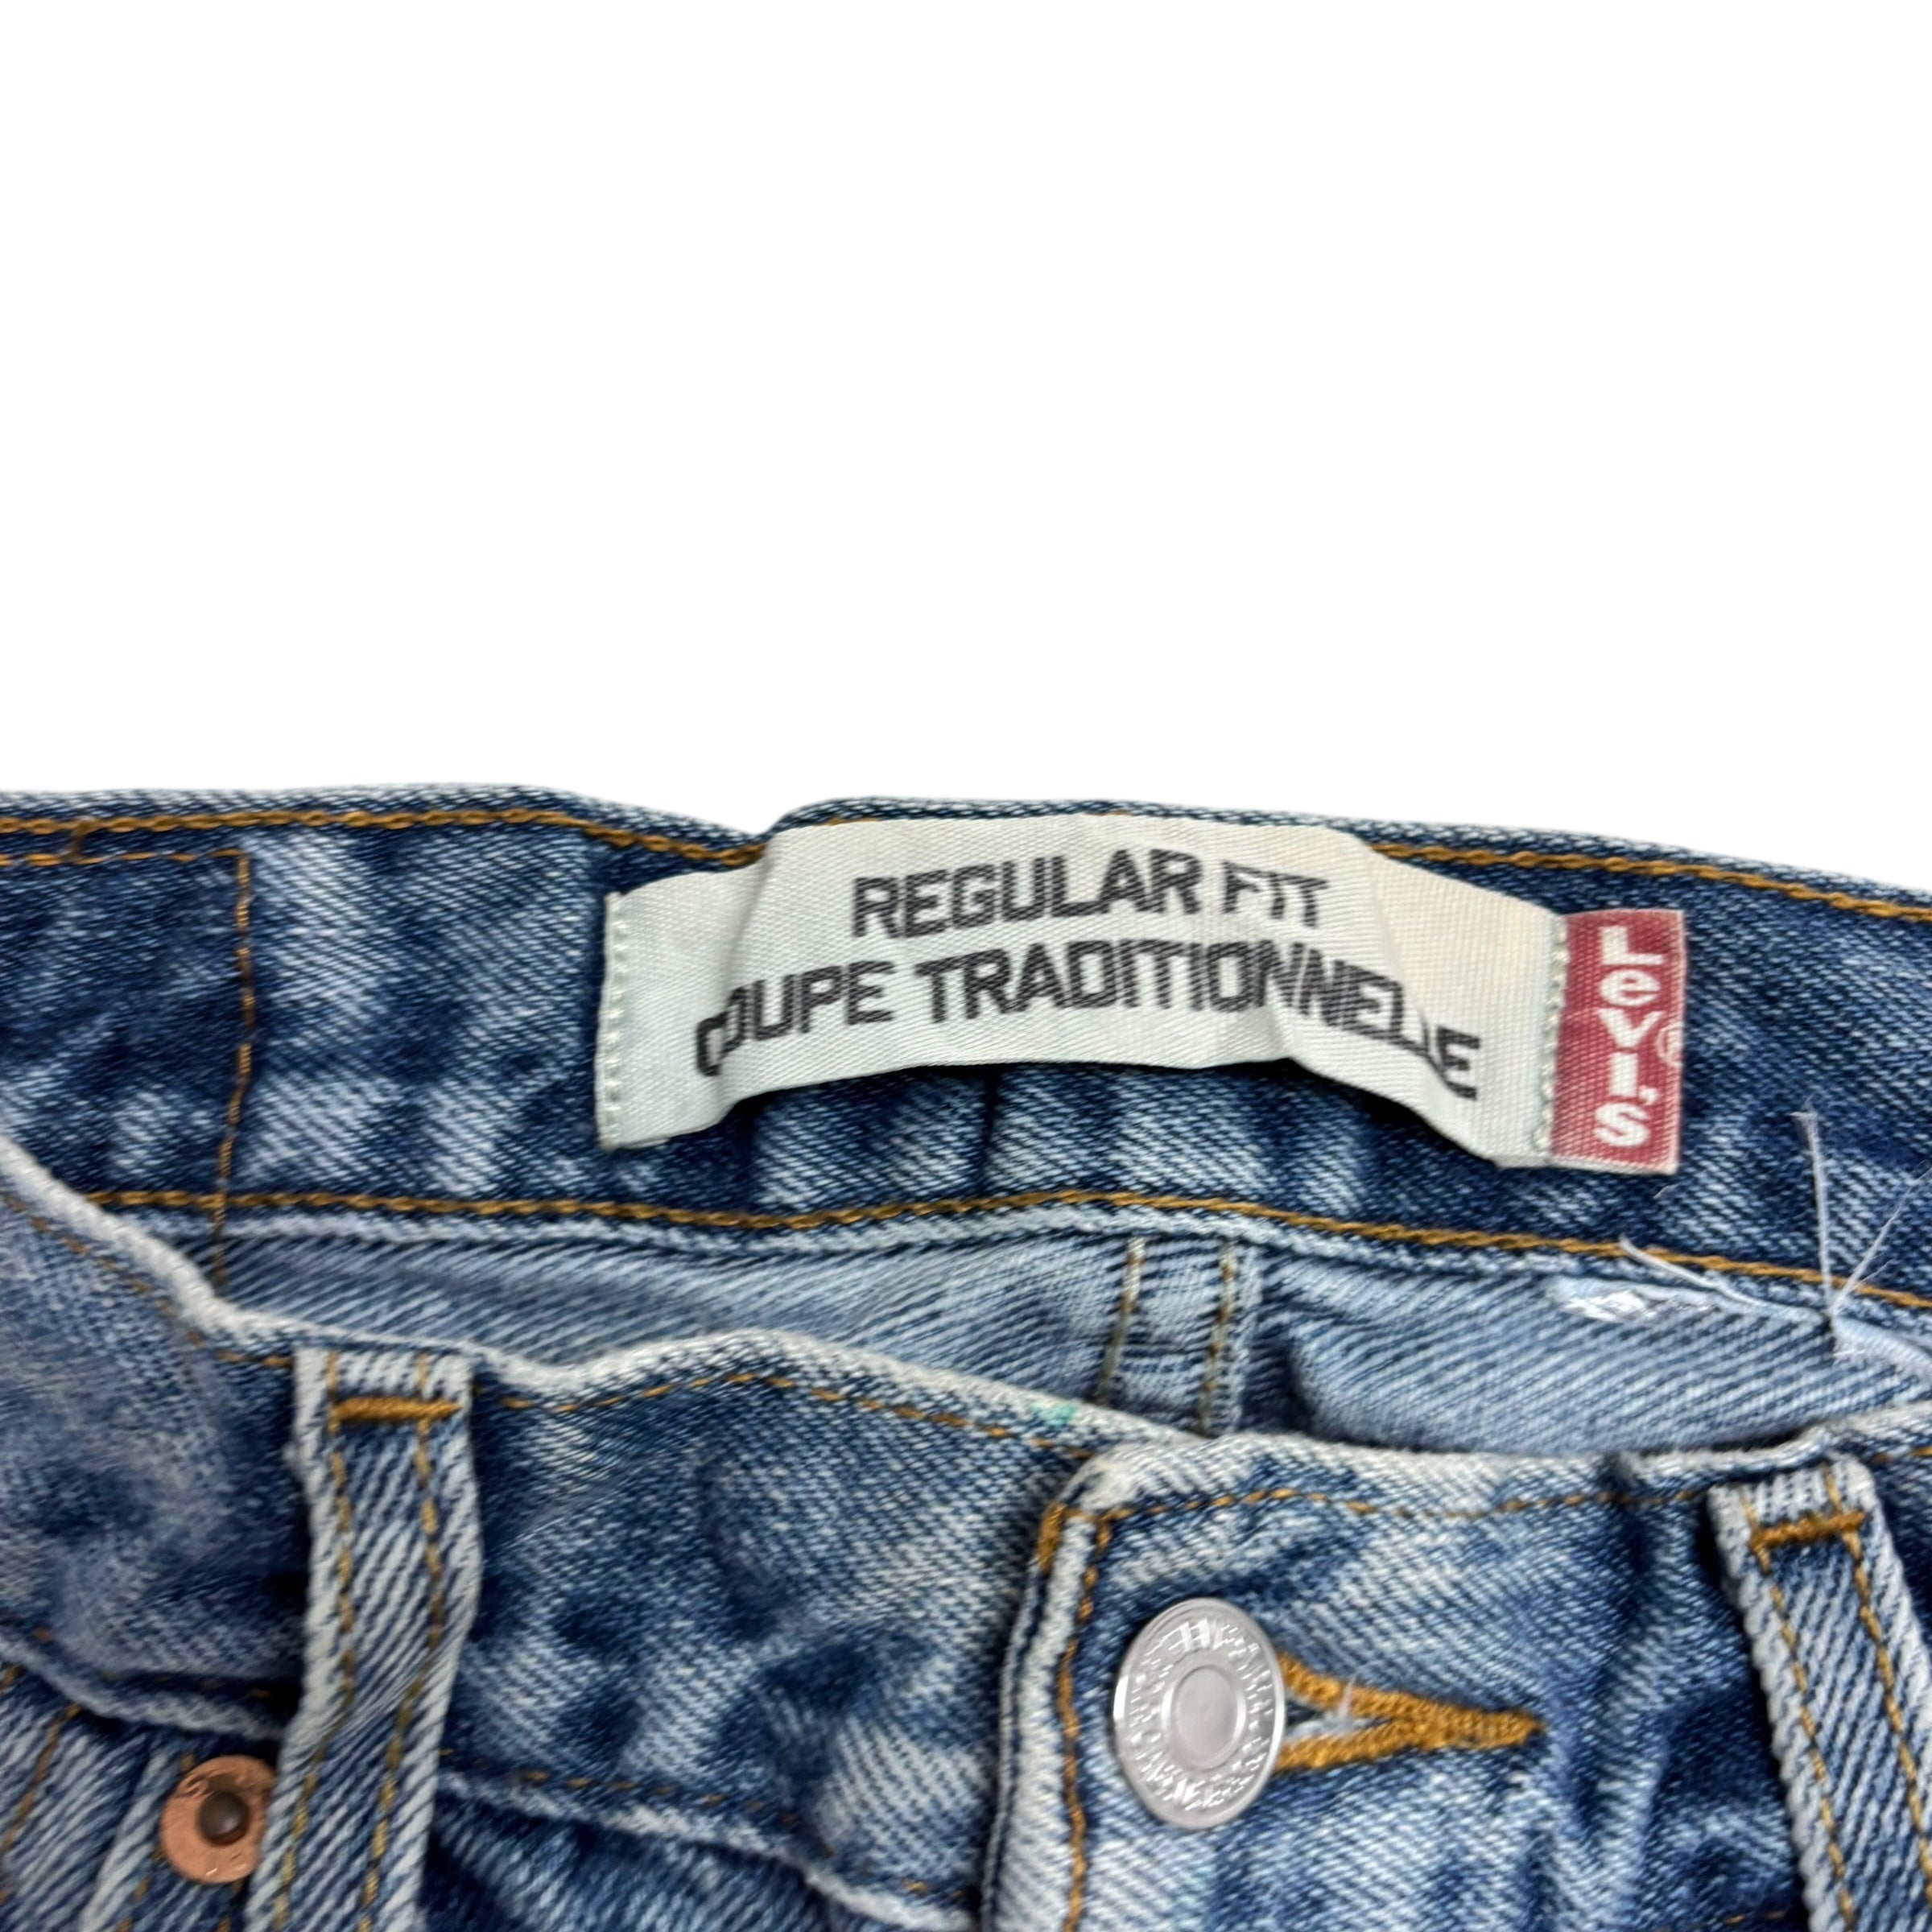 REGULAR FIT
COUPE TRADITIONNELLE
Levi's
®